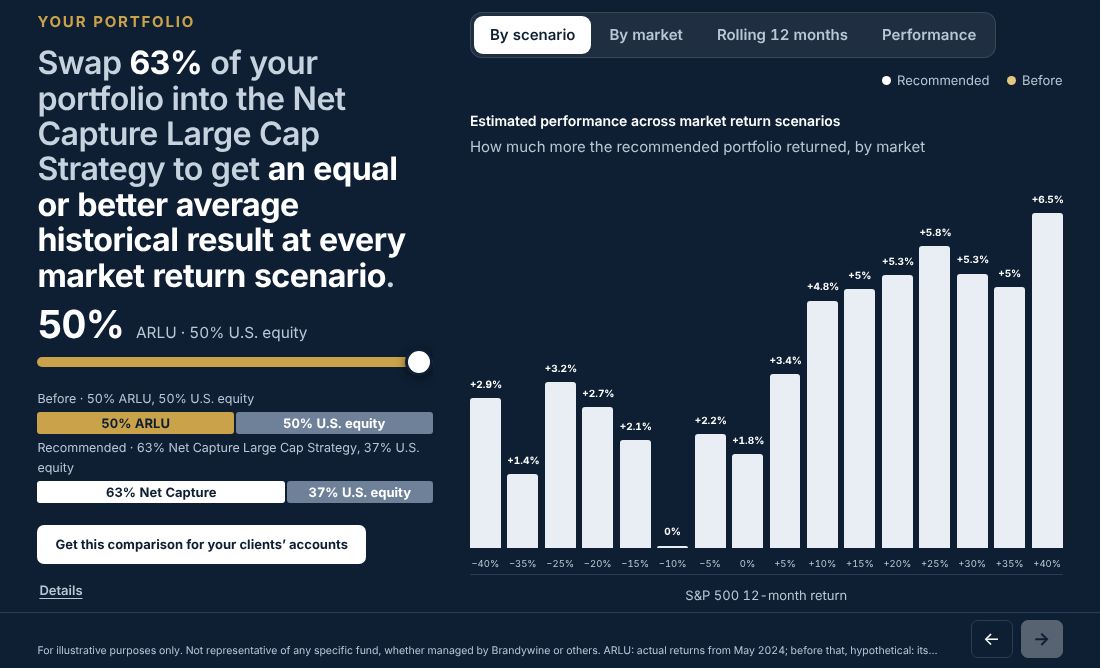 YOUR PORTFOLIO
Swap 63% of your
portfolio into the Net
Capture Large Cap
Strategy to get an equal
or better average
historical result at every
market return scenario.
50% ARLU · 50% U.S. equity
Before · 50% ARLU, 50% U.S. equity
50% ARLU 50% U.S. equity
Recommended · 63% Net Capture Large Cap Strategy, 37% U.S.
equity
63% Net Capture 37% U.S. equity
Get this comparison for your clients’ accounts
Details
By scenario By market Rolling 12 months Performance
Recommended Before
Estimated performance across market return scenarios
How much more the recommended portfolio returned, by market
+2.9% +1.4% +3.2% +2.7% +2.1% 0% +2.2% +1.8% +3.4% +4.8% +5% +5.3% +5.8% +5.3% +5% +6.5%
−40% −35% −25% −20% −15% −10% −5% 0% +5% +10% +15% +20% +25% +30% +35% +40%
S&P 500 12-month return
For illustrative purposes only. Not representative of any specific fund, whether managed by Brandywine or others. ARLU: actual returns from May 2024; before that, hypothetical: its…